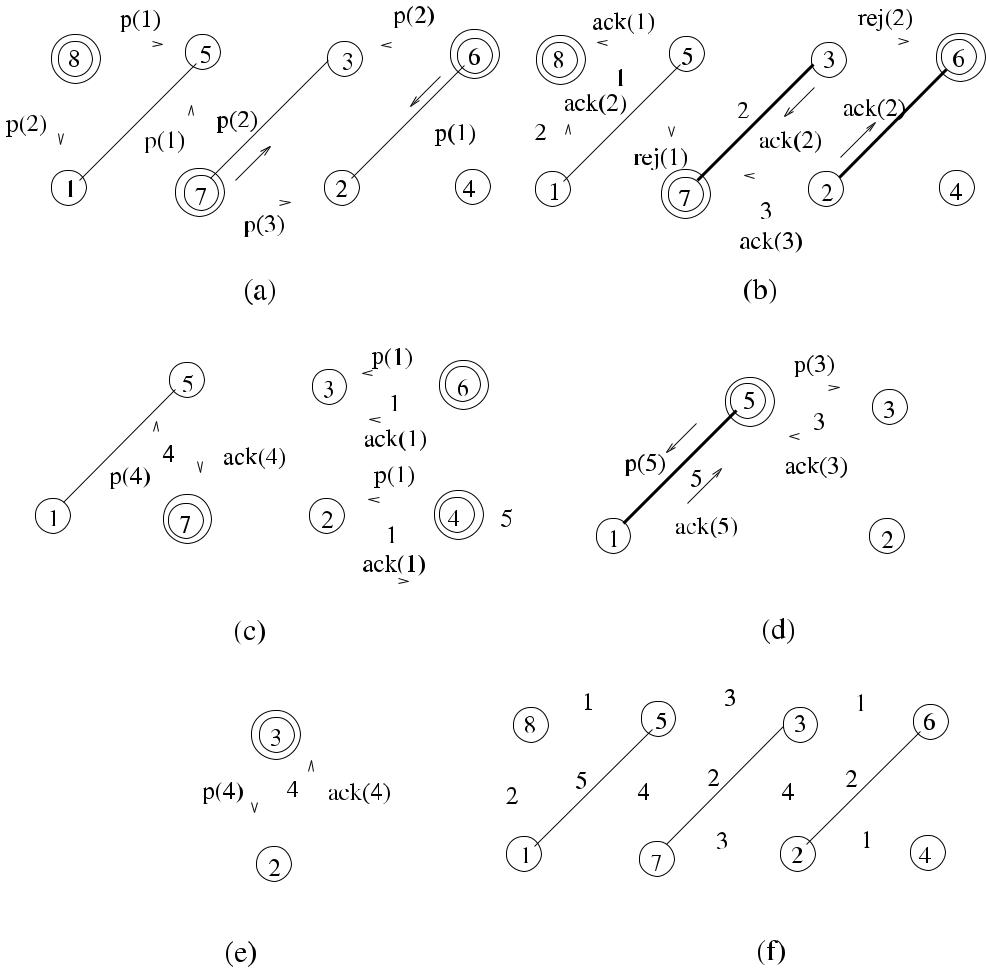 p(1) p(2) ack(1) rej(2)
8 5 3 6 8 5 3 6
1
p(2) p(1) p(2) p(1) 2 ack(2) 2 ack(2) ack(2)
rej(1)
1 7 2 4 1 7 2 4
p(3) 3
ack(3)
(a) (b)
p(1) p(3)
5 3 6 5 3
1 3
ack(1) ack(3)
4 ack(4) p(5)
p(4) p(1) 5
1 7 2 4 5 ack(5)
1 1 2
ack(1)
(c) (d)
1 3 1
3 8 5 3 6
p(4) 4 ack(4) 2 5 4 2 4 2
3 1
2 1 7 2 4
(e) (f)